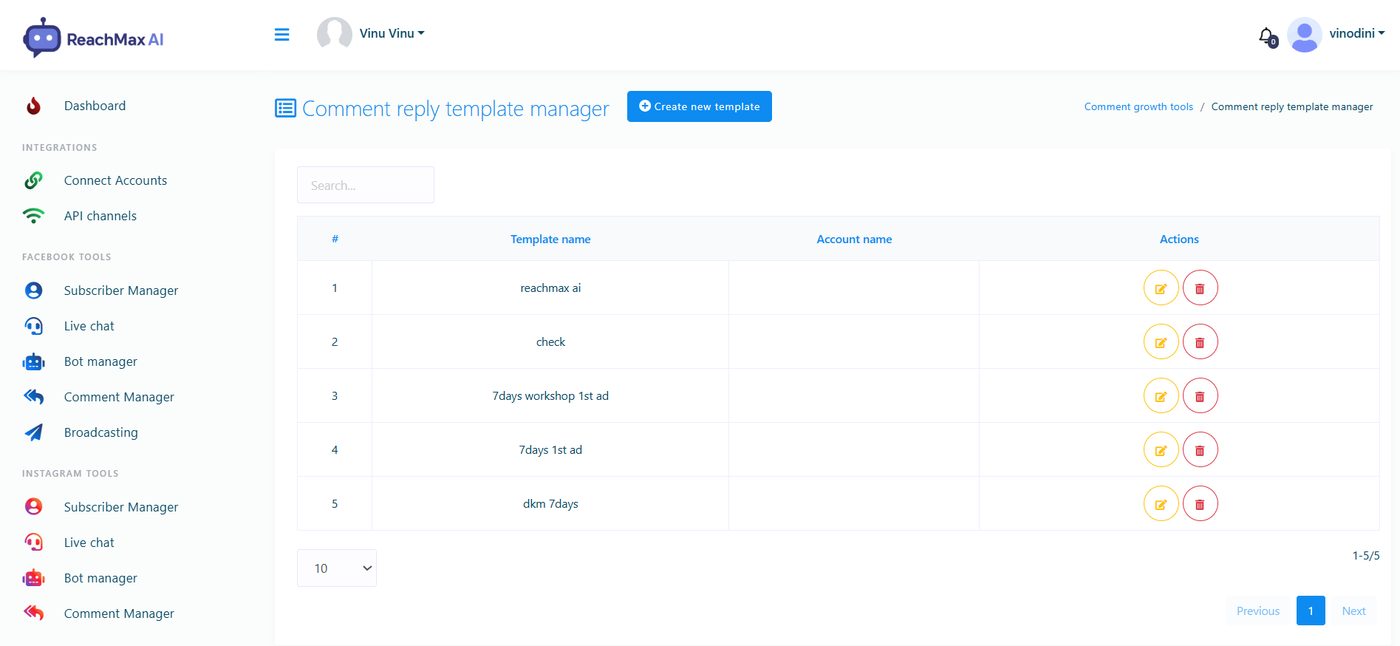 ReachMax AI
Vinu Vinu
0
vinodini
Dashboard
INTEGRATIONS
Connect Accounts
API channels
FACEBOOK TOOLS
Subscriber Manager
Live chat
Bot manager
Comment Manager
Broadcasting
INSTAGRAM TOOLS
Subscriber Manager
Live chat
Bot manager
Comment Manager
Comment reply template manager
Create new template
Comment growth tools / Comment reply template manager
Search...
# Template name Account name Actions
1 reachmax ai
2 check
3 7days workshop 1st ad
4 7days 1st ad
5 dkm 7days
10
1-5/5
Previous 1 Next